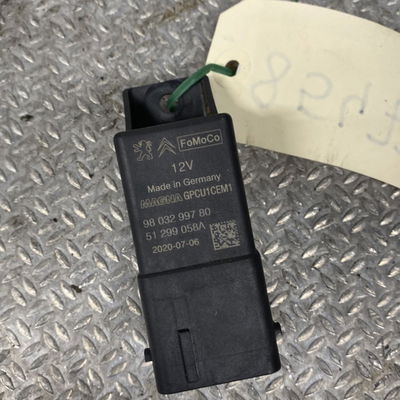 FoMoCo
12V
Made in Germany
MAGNA GPCU1CEM1
98 032 997 80
51 299 058A
2020-07-06